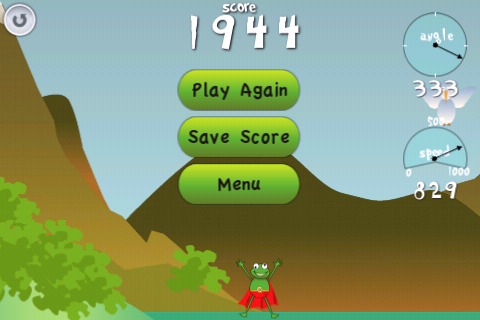 score
1944
angle
333
Play Again
500
Save Score
speed
0 1000
Menu
829